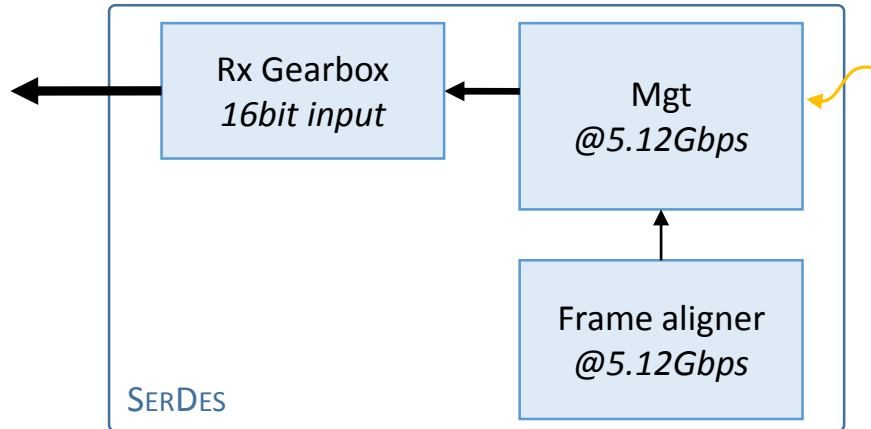 Rx Gearbox
16bit input
Mgt
@5.12Gbps
Frame aligner
@5.12Gbps
SERDES